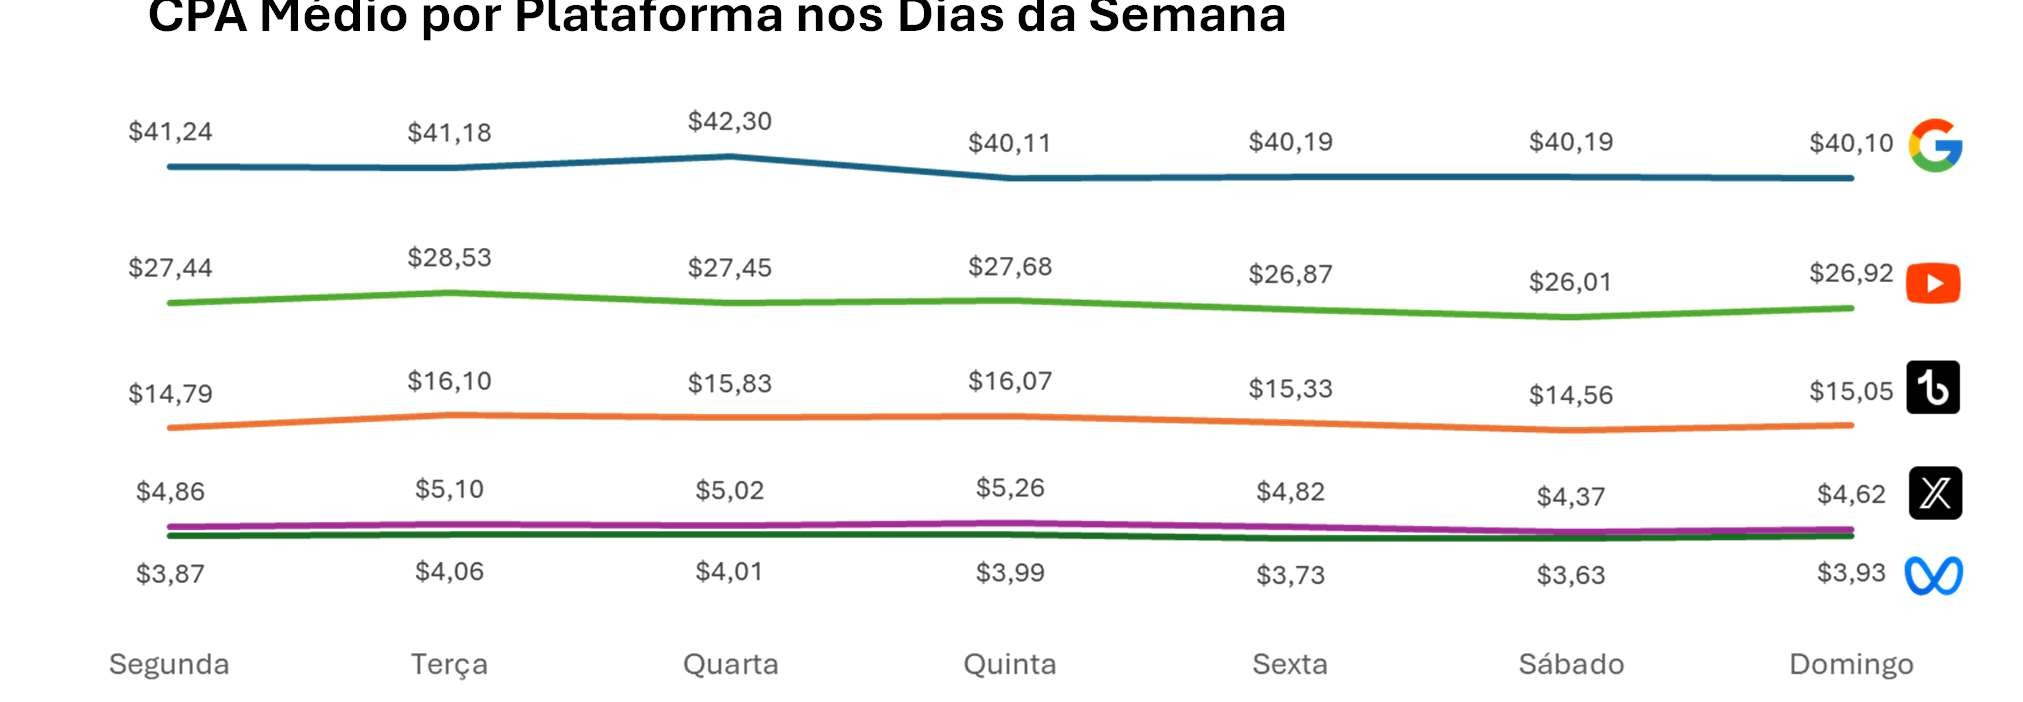 CPA Médio por Plataforma nos Dias da Semana
$41,24 $41,18 $42,30 $40,11 $40,19 $40,19 $40,10
$27,44 $28,53 $27,45 $27,68 $26,87 $26,01 $26,92
$14,79 $16,10 $15,83 $16,07 $15,33 $14,56 $15,05
$4,86 $5,10 $5,02 $5,26 $4,82 $4,37 $4,62
$3,87 $4,06 $4,01 $3,99 $3,73 $3,63 $3,93
Segunda Terça Quarta Quinta Sexta Sábado Domingo